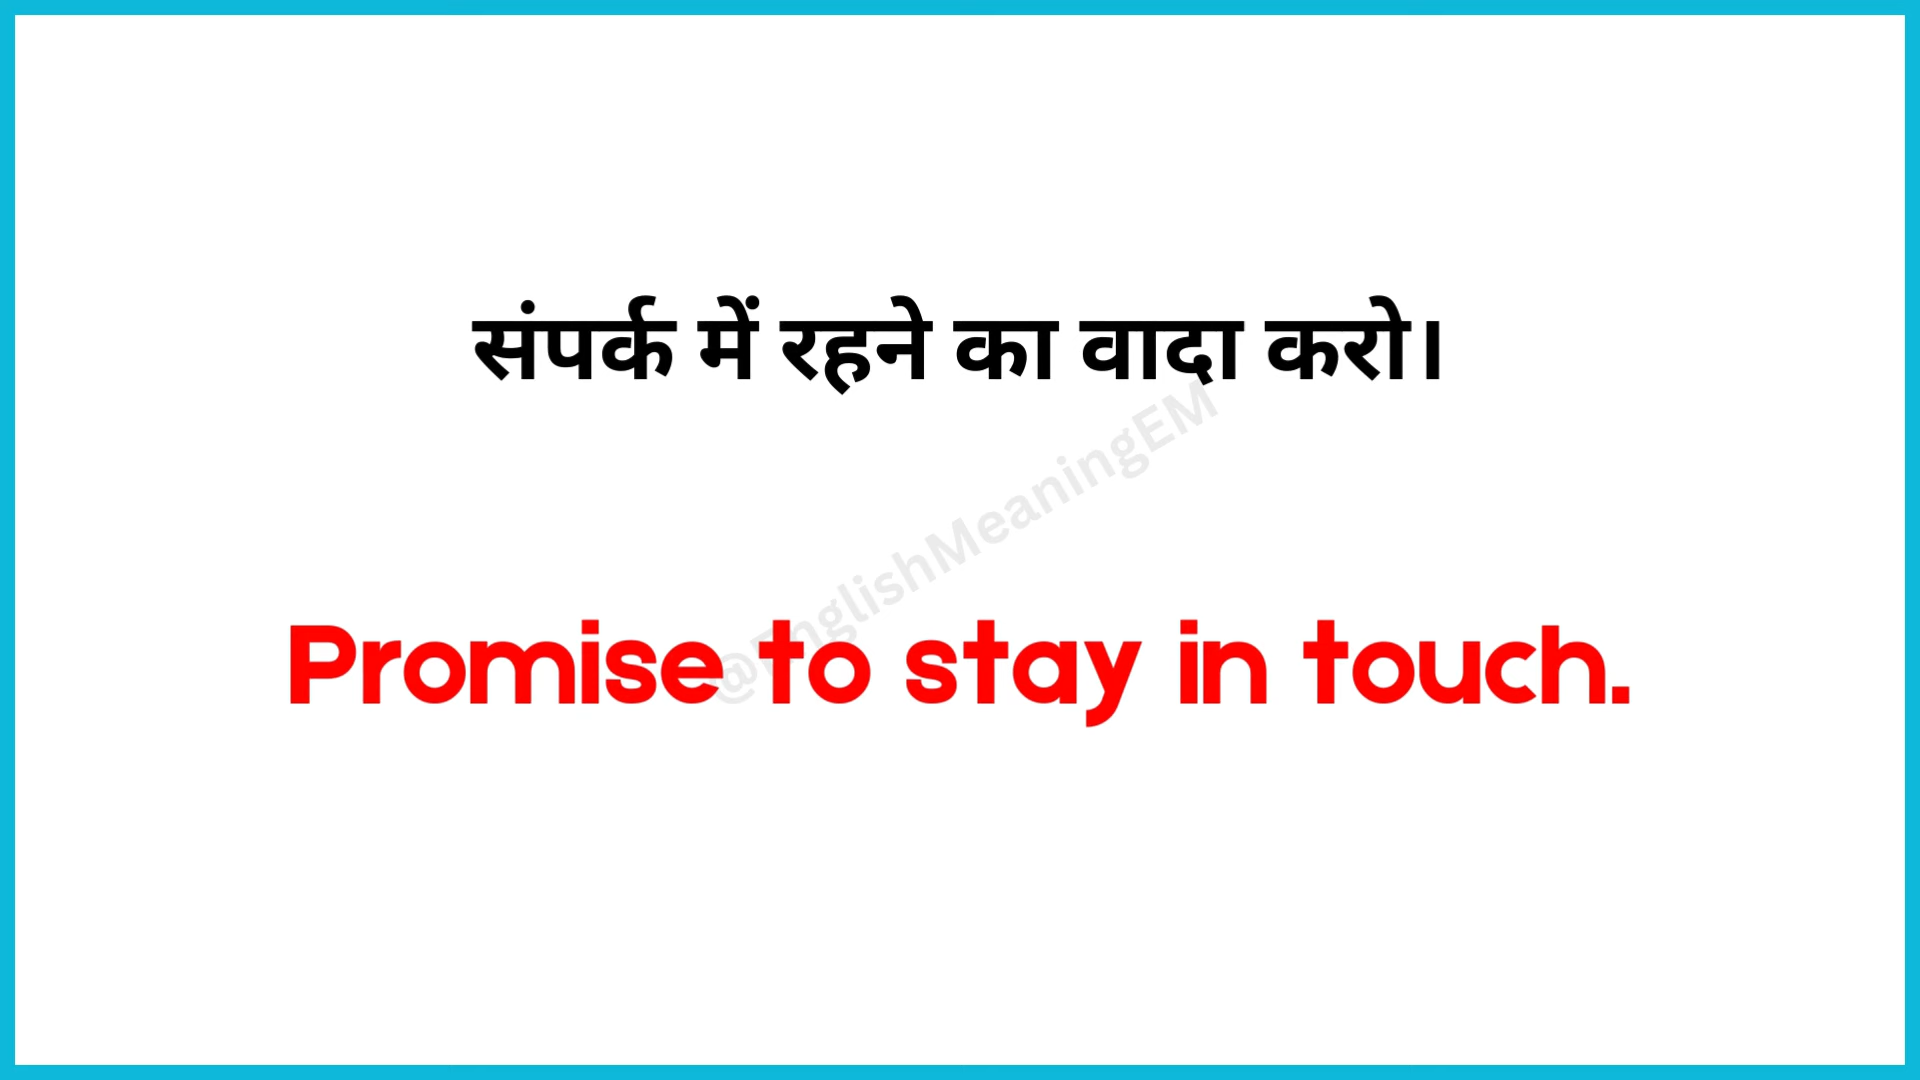 संपर्क में रहने का वादा करो।
@EnglishMeaningEM
Promise to stay in touch.